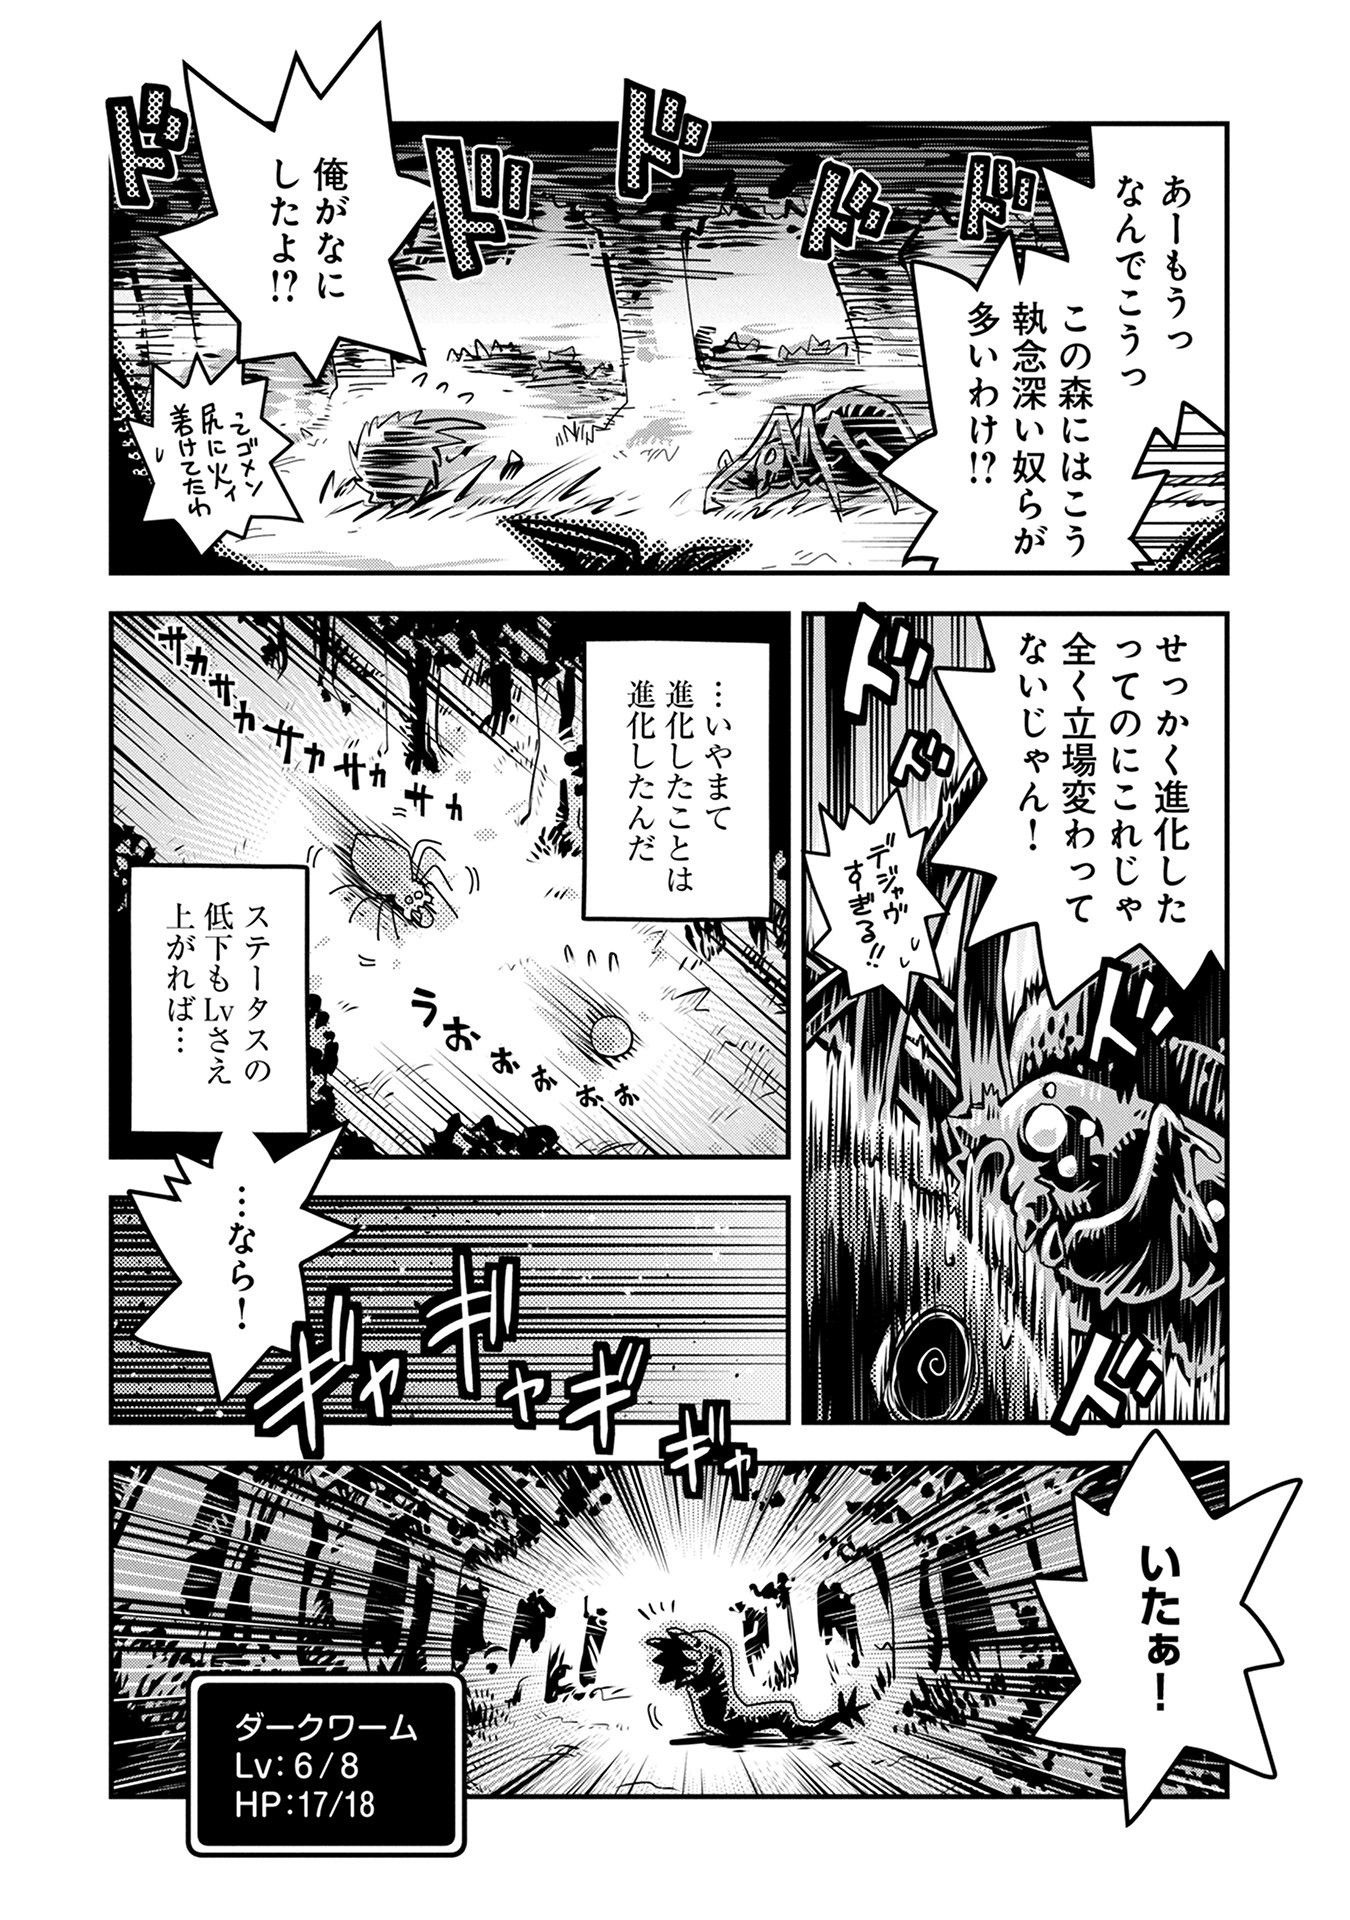 あーもうっ
なんでこうっ
この森にはこう
執念深い奴らが
多いわけ!?
ド
ド
ド
ド
ド
俺がなに
したよ!?
ゴメン
尻に火ィ
着けてたわ
せっかく進化した
ってのにこれじゃ
全く立場変わって
ないじゃん!
ド
ド
デジャヴ
すぎる!!
ド
ド
…いやまて
進化したことは
進化したんだ
サカ
サカ
サカ
サカ
サカ
サカ
うおぉぉぉぉぉ
ステータスの
低下もLvさえ
上がれば…
…なら!
ギャギャ
ギャ
いたぁ!
ダークワーム
Lv:6/8
HP:17/18